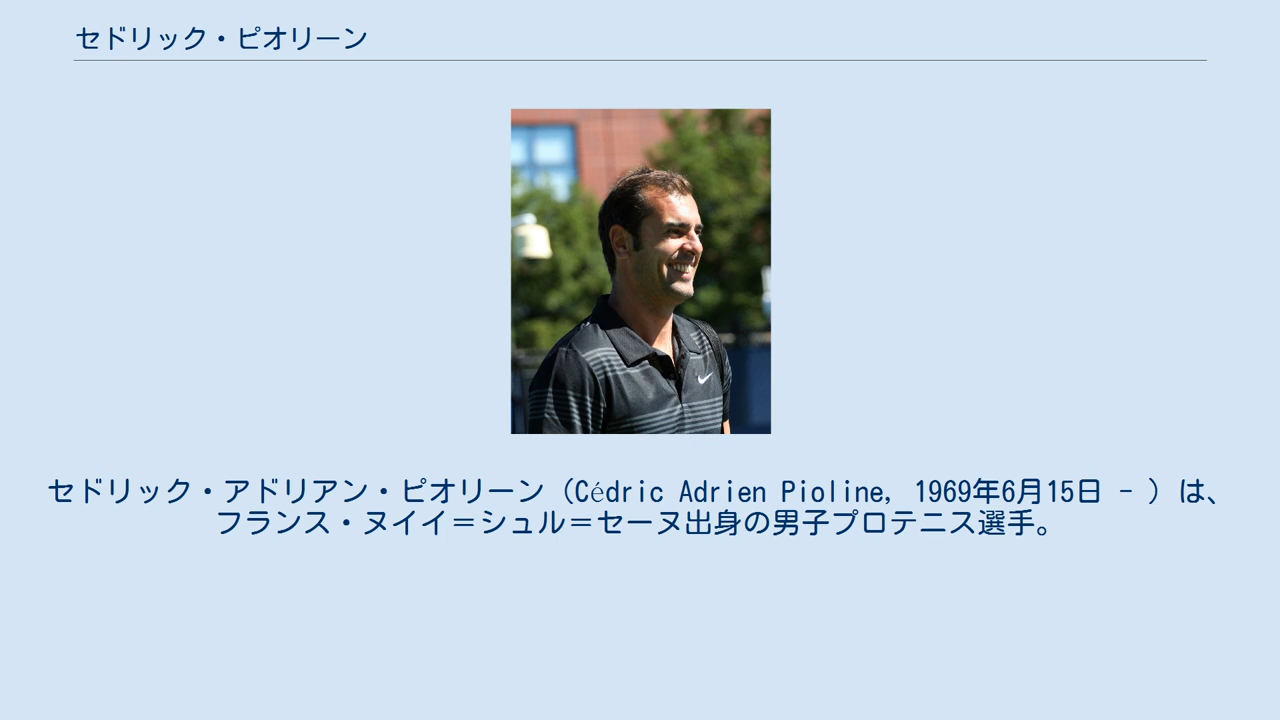 セドリック・ピオリーン
セドリック・アドリアン・ピオリーン（Cédric Adrien Pioline, 1969年6月15日 - ）は、
フランス・ヌイイ＝シュル＝セーヌ出身の男子プロテニス選手。